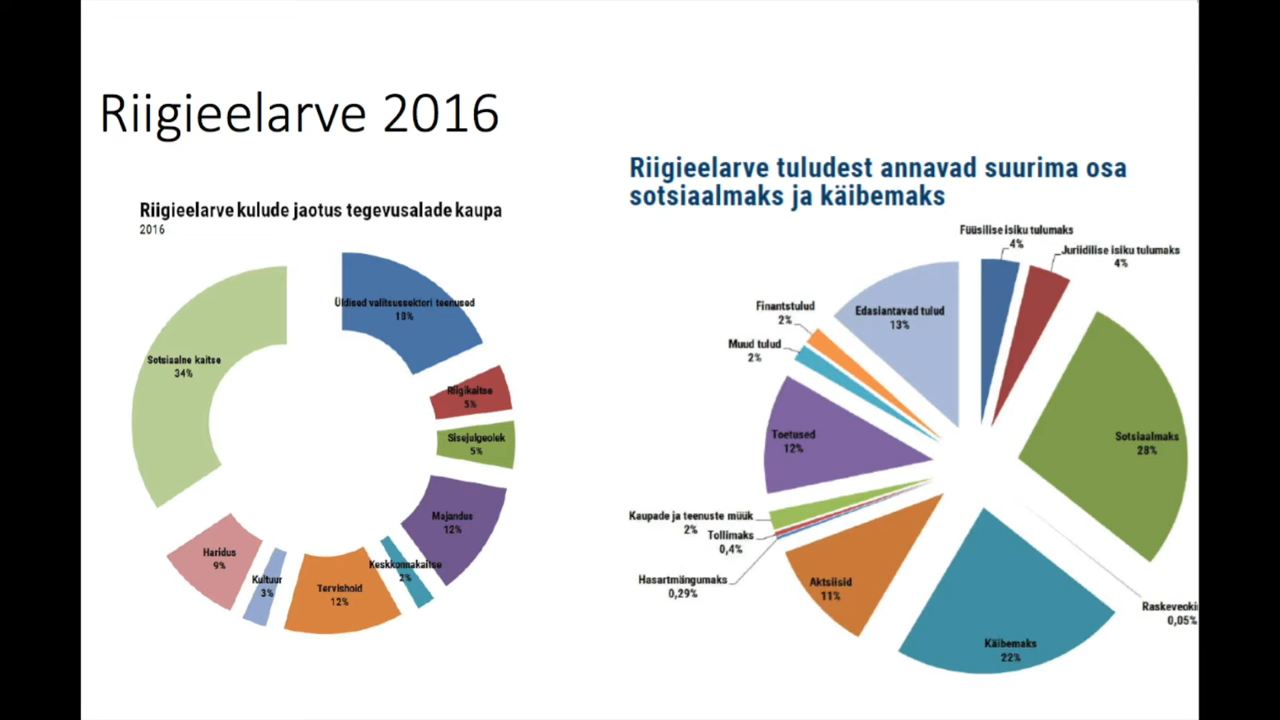 Riigieelarve 2016
Riigieelarve kulude jaotus tegevusalade kaupa
2016
Üldised valitsussektori teenused
18%
Riigikaitse
5%
Sisejulgeolek
5%
Majandus
12%
Keskkonnakaitse
2%
Tervishoid
12%
Kultuur
3%
Haridus
9%
Sotsiaalne kaitse
34%
Riigieelarve tuludest annavad suurima osa
sotsiaalmaks ja käibemaks
Füüsilise isiku tulumaks
4%
Juriidilise isiku tulumaks
4%
Sotsiaalmaks
28%
Raskeveoki
0,05%
Käibemaks
22%
Aktsiisid
11%
Hasartmängumaks
0,29%
Tollimaks
0,4%
Kaupade ja teenuste müük
2%
Toetused
12%
Muud tulud
2%
Finantstulud
2%
Edasiantavad tulud
13%